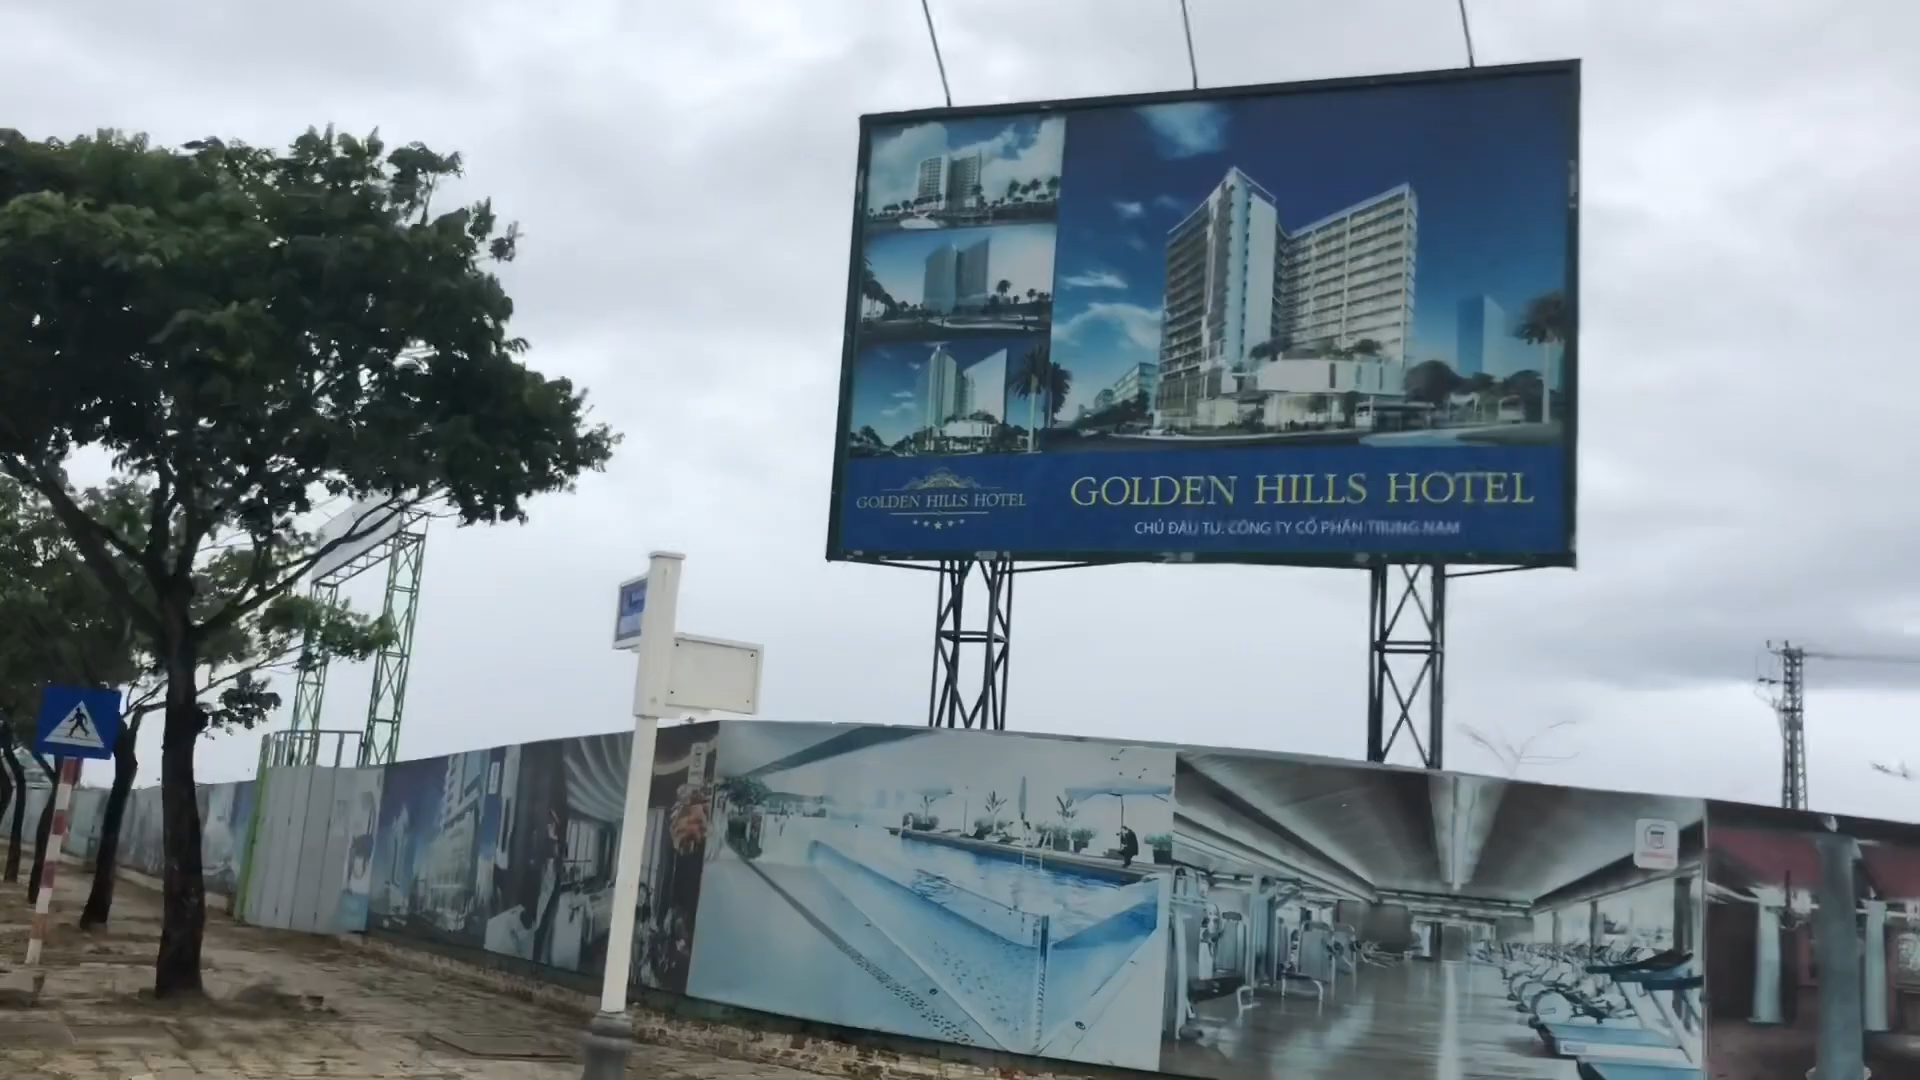 GOLDEN HILLS HOTEL
GOLDEN HILLS HOTEL
CHỦ ĐẦU TƯ: CÔNG TY CỔ PHẦN TRUNG NAM